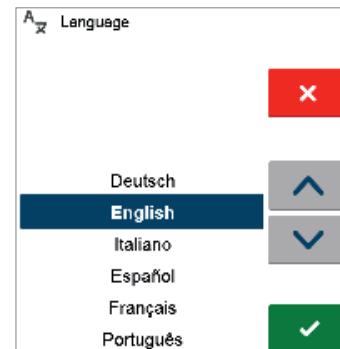 Language
Deutsch
English
Italiano
Español
Français
Português